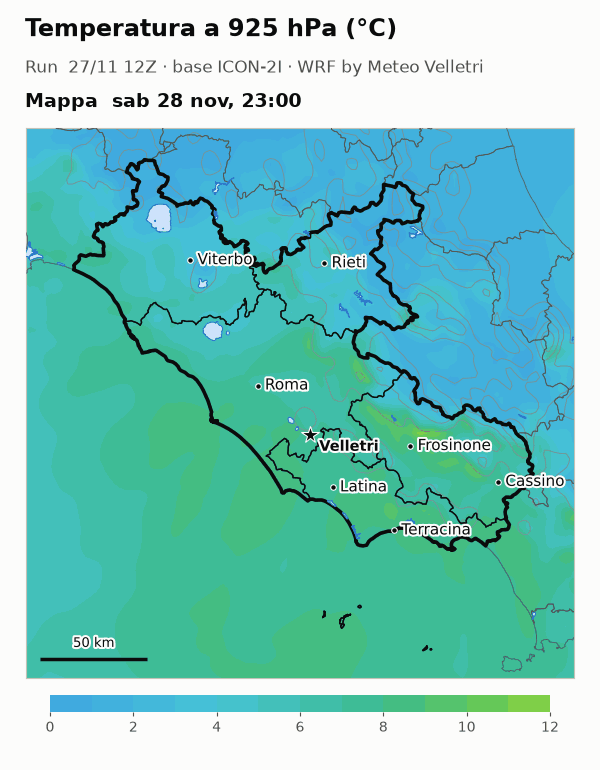 Temperatura a 925 hPa (°C)
Run  27/11 12Z · base ICON-2I · WRF by Meteo Velletri
Mappa  sab 28 nov, 23:00
Viterbo
Rieti
Roma
Velletri
Frosinone
Cassino
Latina
Terracina
50 km
0 2 4 6 8 10 12